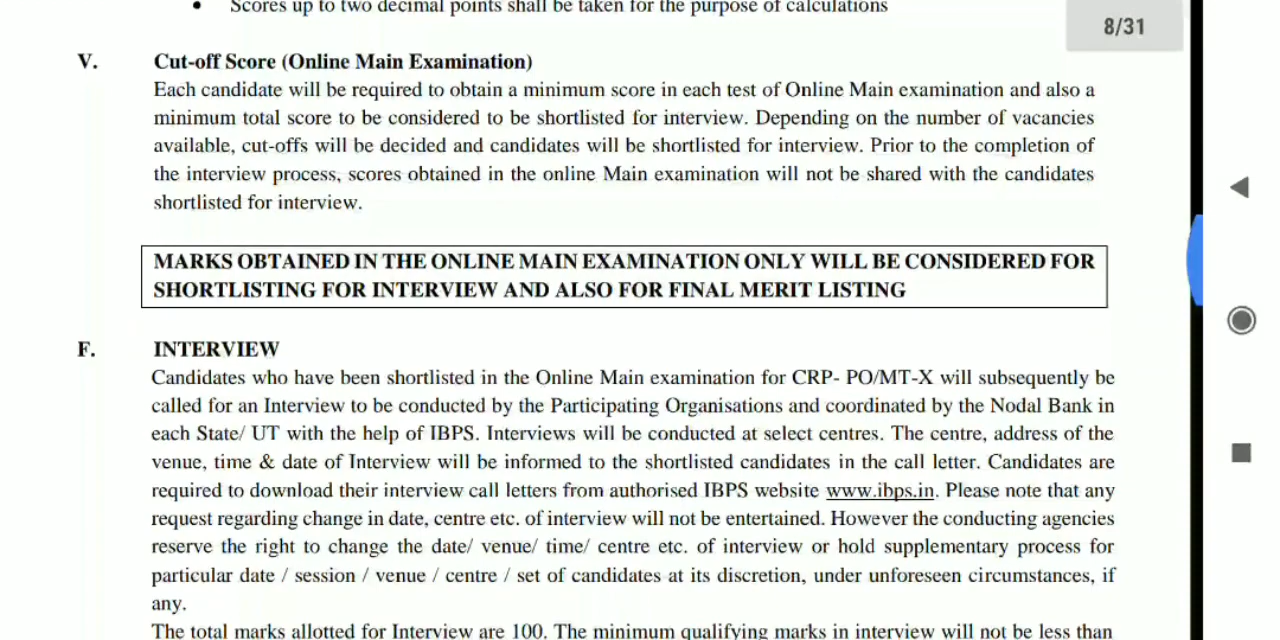 • Scores up to two decimal points shall be taken for the purpose of calculations
8/31
V. Cut-off Score (Online Main Examination)
Each candidate will be required to obtain a minimum score in each test of Online Main examination and also a
minimum total score to be considered to be shortlisted for interview. Depending on the number of vacancies
available, cut-offs will be decided and candidates will be shortlisted for interview. Prior to the completion of
the interview process, scores obtained in the online Main examination will not be shared with the candidates
shortlisted for interview.
MARKS OBTAINED IN THE ONLINE MAIN EXAMINATION ONLY WILL BE CONSIDERED FOR
SHORTLISTING FOR INTERVIEW AND ALSO FOR FINAL MERIT LISTING
F. INTERVIEW
Candidates who have been shortlisted in the Online Main examination for CRP- PO/MT-X will subsequently be
called for an Interview to be conducted by the Participating Organisations and coordinated by the Nodal Bank in
each State/ UT with the help of IBPS. Interviews will be conducted at select centres. The centre, address of the
venue, time & date of Interview will be informed to the shortlisted candidates in the call letter. Candidates are
required to download their interview call letters from authorised IBPS website www.ibps.in. Please note that any
request regarding change in date, centre etc. of interview will not be entertained. However the conducting agencies
reserve the right to change the date/ venue/ time/ centre etc. of interview or hold supplementary process for
particular date / session / venue / centre / set of candidates at its discretion, under unforeseen circumstances, if
any.
The total marks allotted for Interview are 100. The minimum qualifying marks in interview will not be less than